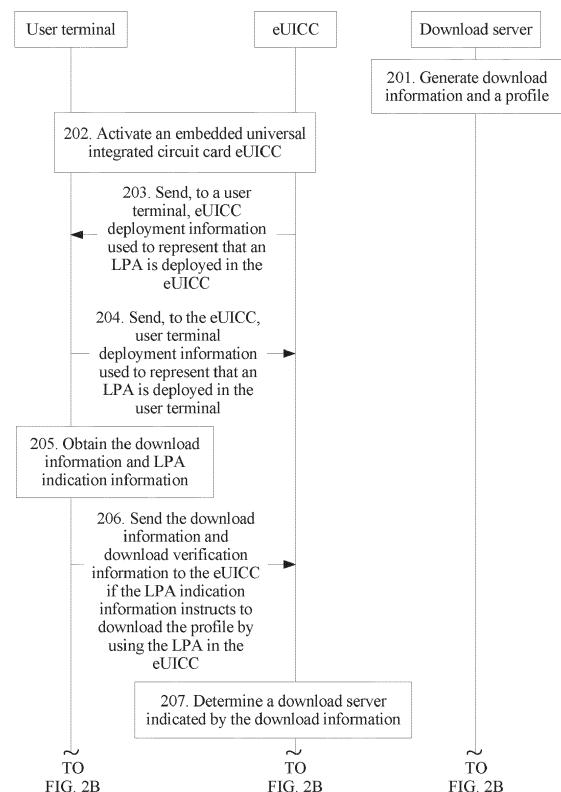 User terminal
eUICC
Download server
201. Generate download
information and a profile
202. Activate an embedded universal
integrated circuit card eUICC
203. Send, to a user
terminal, eUICC
deployment information
used to represent that an
LPA is deployed in the
eUICC
204. Send, to the eUICC,
user terminal
deployment information
used to represent that an
LPA is deployed in the
user terminal
205. Obtain the download
information and LPA
indication information
206. Send the download
information and
download verification
information to the eUICC
if the LPA indication
information instructs to
download the profile by
using the LPA in the
eUICC
207. Determine a download server
indicated by the download information
TO
FIG. 2B
TO
FIG. 2B
TO
FIG. 2B